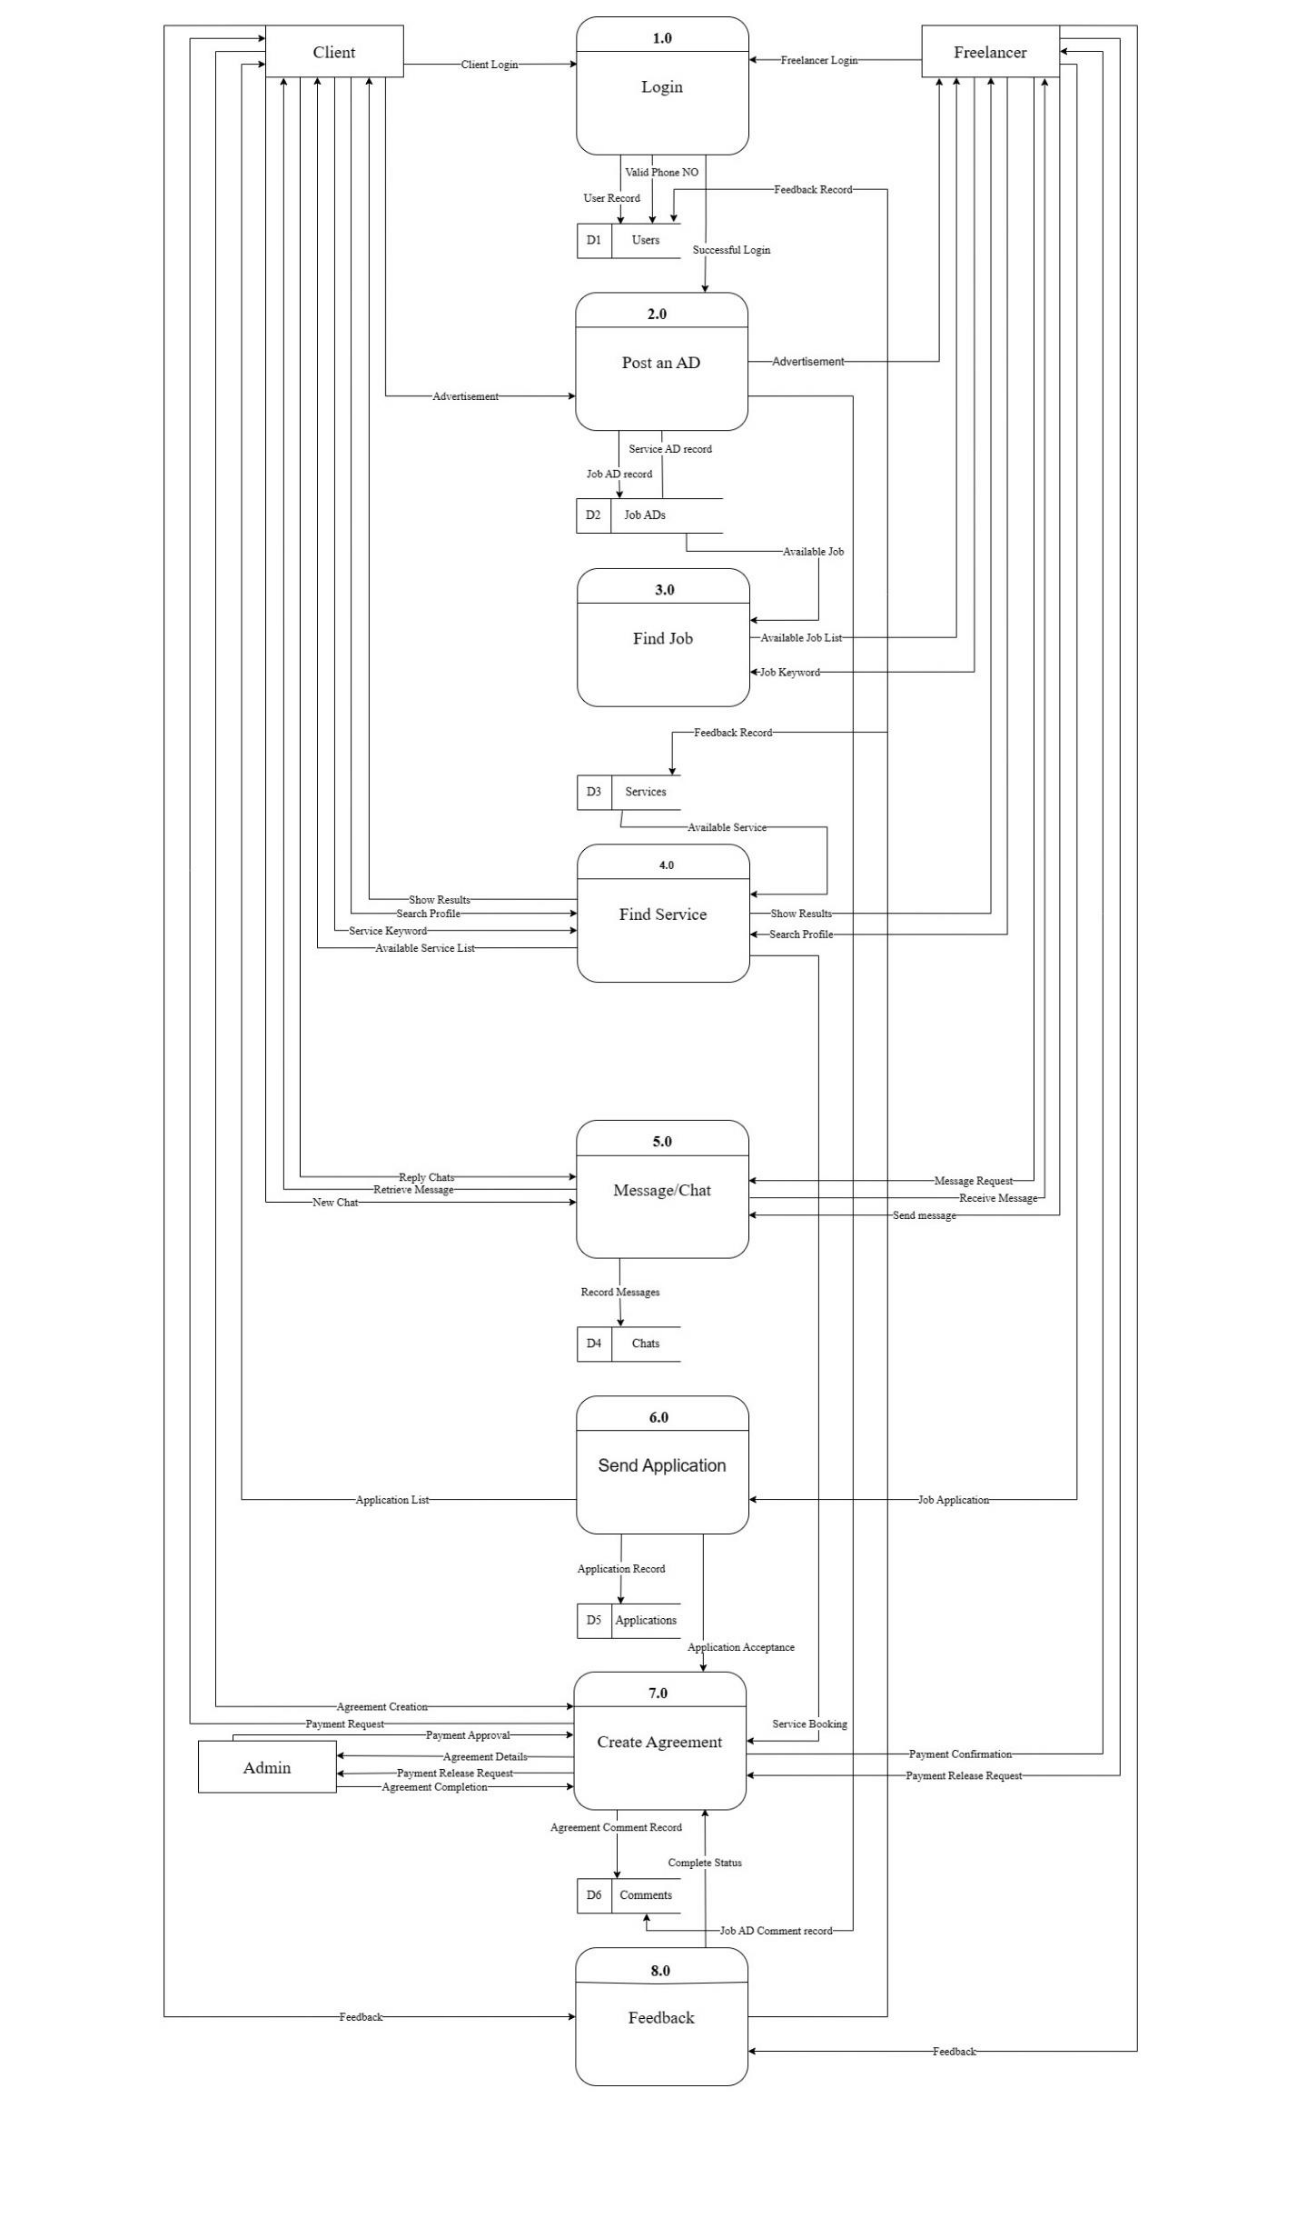 Client
1.0
Freelancer
Client Login
Freelancer Login
Login
Valid Phone NO
User Record
Feedback Record
D1
Users
Successful Login
2.0
Post an AD
Advertisement
Advertisement
Service AD record
Job AD record
D2
Job ADs
Available Job
3.0
Find Job
Available Job List
Job Keyword
Feedback Record
D3
Services
Available Service
4.0
Find Service
Show Results
Search Profile
Service Keyword
Available Service List
Show Results
Search Profile
5.0
Message/Chat
Reply Chats
Retrieve Message
New Chat
Message Request
Receive Message
Send message
Record Messages
D4
Chats
6.0
Send Application
Application List
Job Application
Application Record
D5
Applications
Application Acceptance
7.0
Create Agreement
Agreement Creation
Payment Request
Service Booking
Payment Approval
Admin
Agreement Details
Payment Confirmation
Payment Release Request
Payment Release Request
Agreement Completion
Agreement Comment Record
Complete Status
D6
Comments
Job AD Comment record
8.0
Feedback
Feedback
Feedback